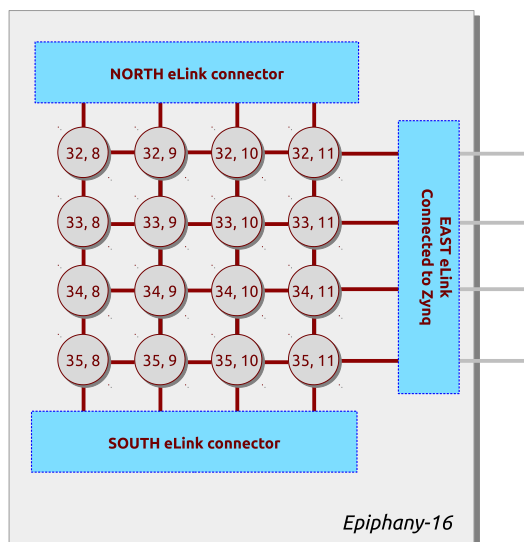 NORTH eLink connector
32, 8 32, 9 32, 10 32, 11
33, 8 33, 9 33, 10 33, 11
34, 8 34, 9 34, 10 34, 11
35, 8 35, 9 35, 10 35, 11
EAST eLink
Connected to Zynq
SOUTH eLink connector
Epiphany-16